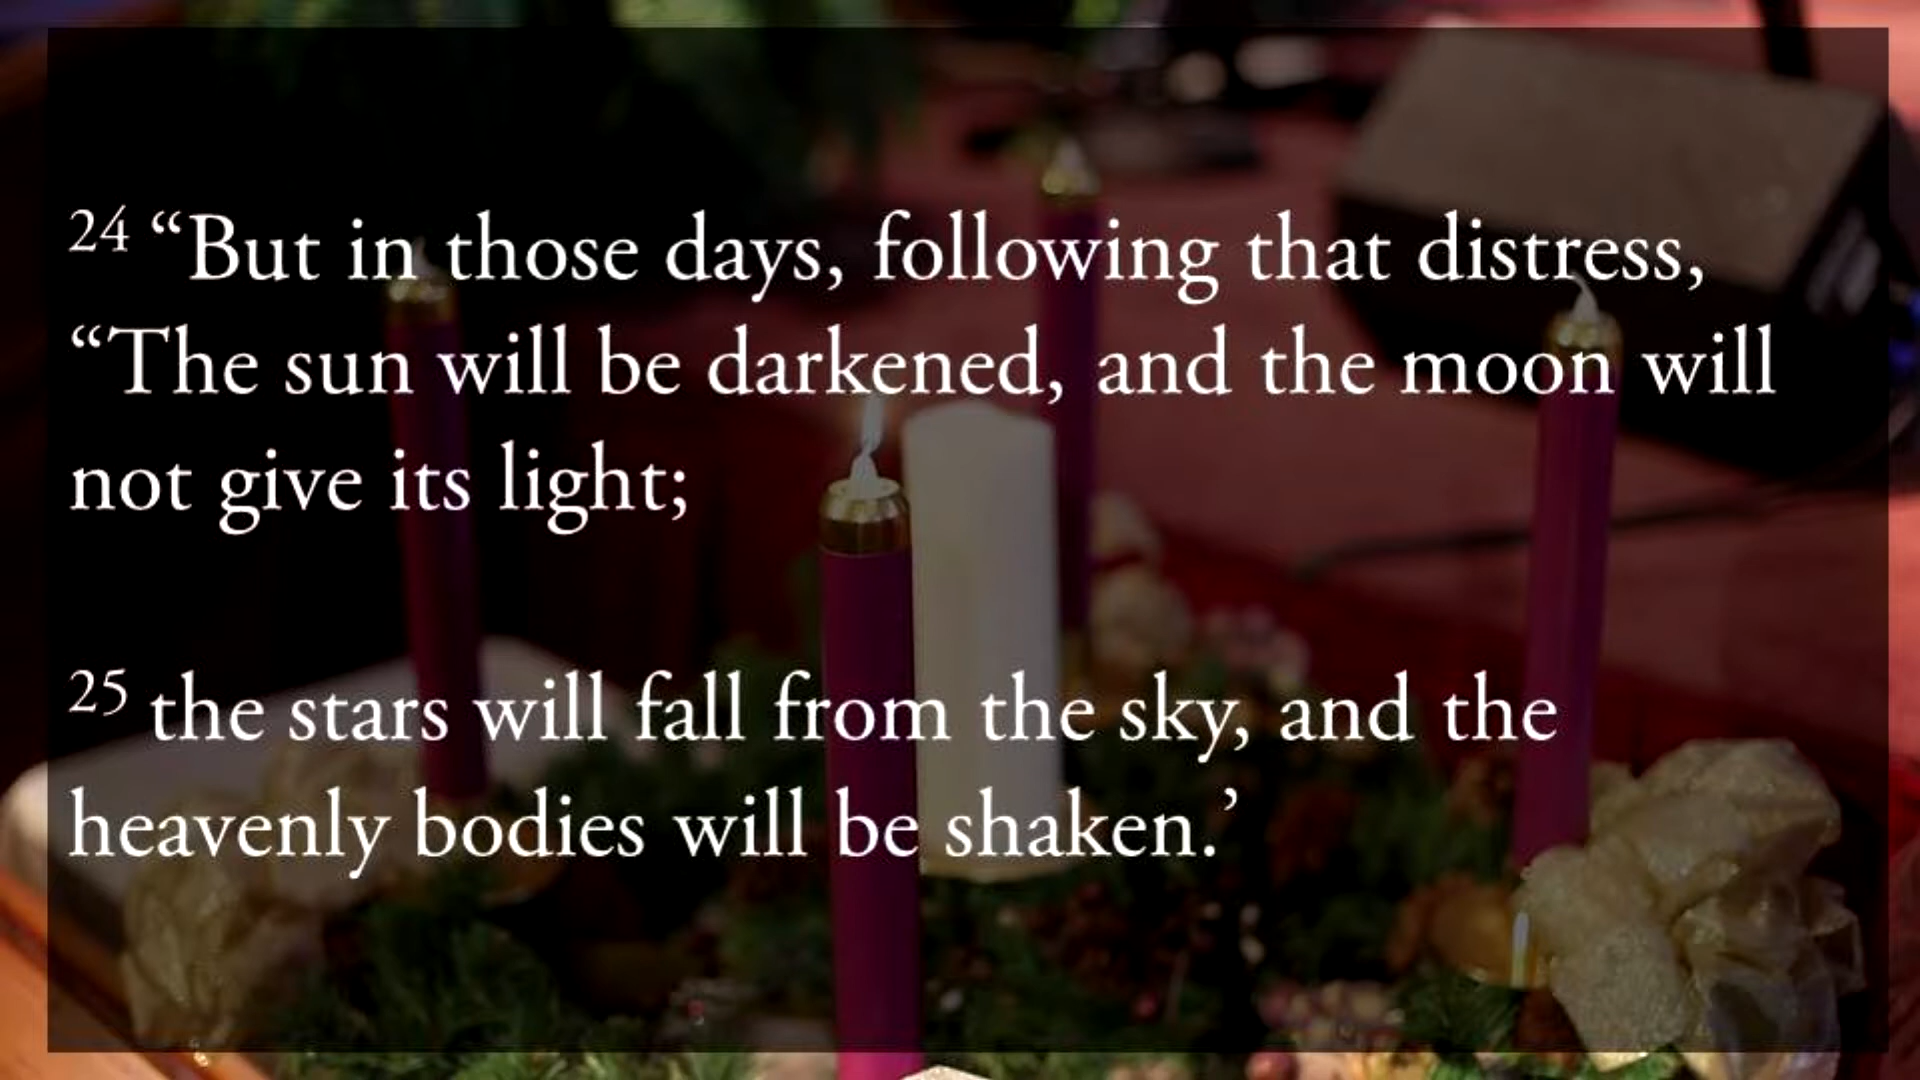 24 “But in those days, following that distress,
“The sun will be darkened, and the moon will
not give its light;
25 the stars will fall from the sky, and the
heavenly bodies will be shaken.’